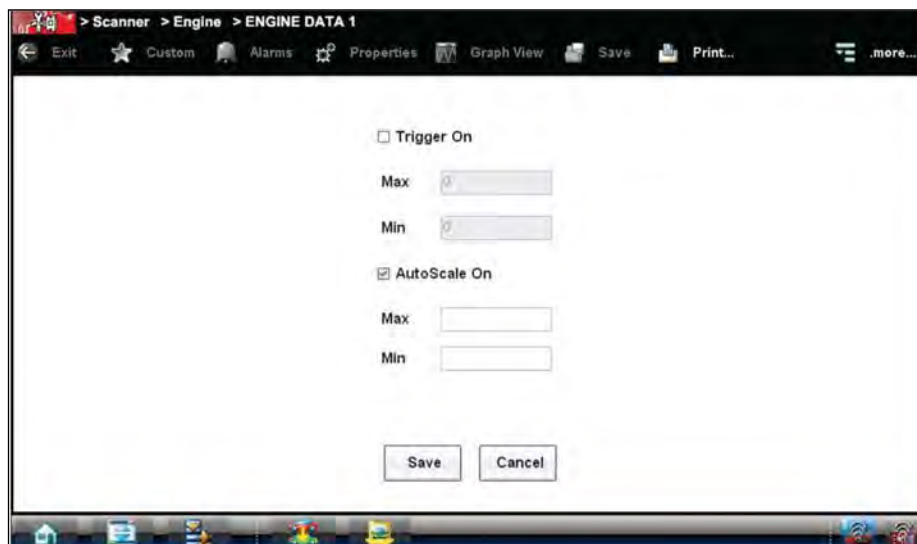 > Scanner > Engine > ENGINE DATA 1
Exit Custom Alarms Properties Graph View Save Print... .more...
Trigger On
Max 0
Min 0
AutoScale On
Max
Min
Save Cancel